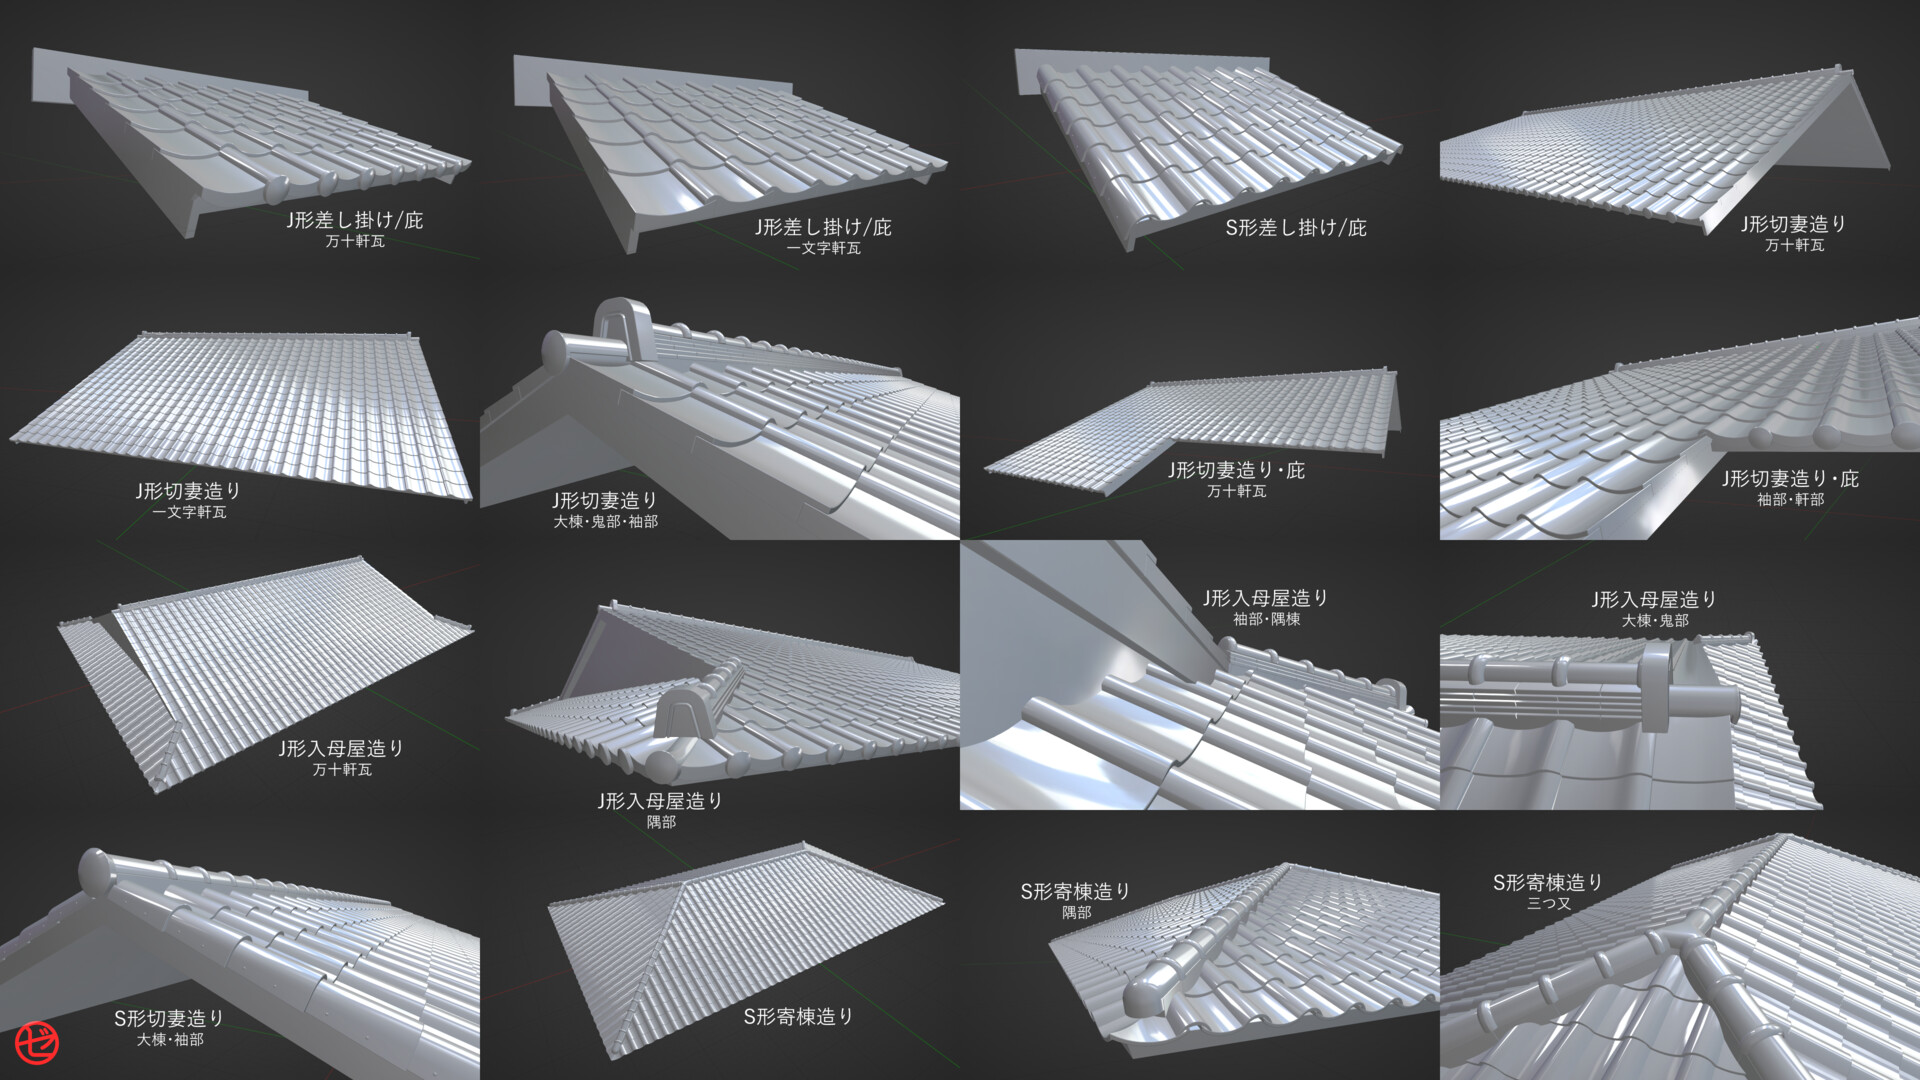 J形差し掛け/庇
万十軒瓦
J形差し掛け/庇
一文字軒瓦
S形差し掛け/庇
J形切妻造り
万十軒瓦
J形切妻造り
一文字軒瓦
J形切妻造り
大棟・鬼部・袖部
J形切妻造り・庇
万十軒瓦
J形切妻造り・庇
袖部・軒部
J形入母屋造り
万十軒瓦
J形入母屋造り
隅部
J形入母屋造り
袖部・隅棟
J形入母屋造り
大棟・鬼部
S形切妻造り
大棟・袖部
S形寄棟造り
S形寄棟造り
隅部
S形寄棟造り
三つ又
ゼ